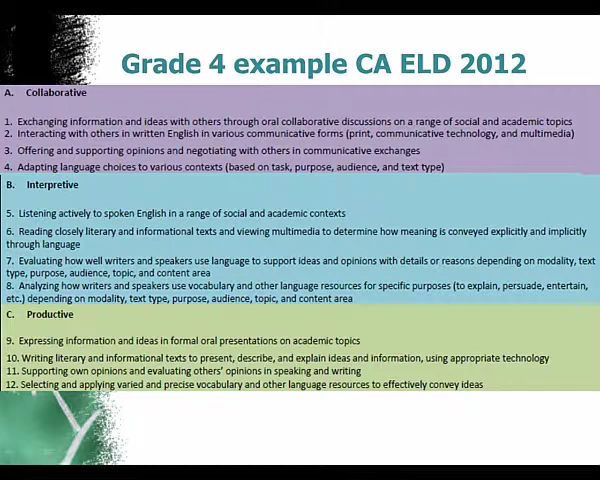 Grade 4 example CA ELD 2012
A. Collaborative
1. Exchanging information and ideas with others through oral collaborative discussions on a range of social and academic topics
2. Interacting with others in written English in various communicative forms (print, communicative technology, and multimedia)
3. Offering and supporting opinions and negotiating with others in communicative exchanges
4. Adapting language choices to various contexts (based on task, purpose, audience, and text type)
B. Interpretive
5. Listening actively to spoken English in a range of social and academic contexts
6. Reading closely literary and informational texts and viewing multimedia to determine how meaning is conveyed explicitly and implicitly
through language
7. Evaluating how well writers and speakers use language to support ideas and opinions with details or reasons depending on modality, text
type, purpose, audience, topic, and content area
8. Analyzing how writers and speakers use vocabulary and other language resources for specific purposes (to explain, persuade, entertain,
etc.) depending on modality, text type, purpose, audience, topic, and content area
C. Productive
9. Expressing information and ideas in formal oral presentations on academic topics
10. Writing literary and informational texts to present, describe, and explain ideas and information, using appropriate technology
11. Supporting own opinions and evaluating others' opinions in speaking and writing
12. Selecting and applying varied and precise vocabulary and other language resources to effectively convey ideas